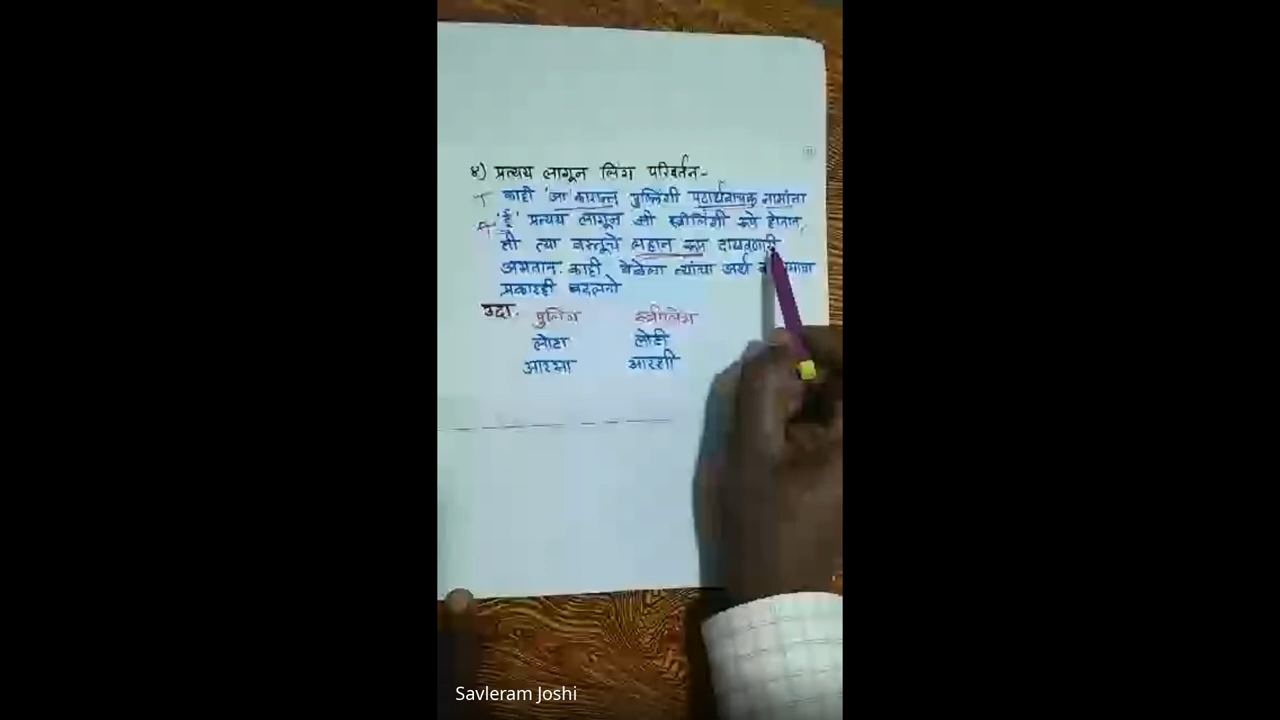 ४) प्रत्यय लागून लिंग परिवर्तन-
काही 'आ' कारान्त पुल्लिंगी पदार्थवाचक नामांना
'ई' प्रत्यय लागून जी स्त्रीलिंगी रूपे होतात,
ती त्या वस्तूचे लहान रूप दाखवणारी
असतात. काही वेळेला त्यांचा अर्थ
प्रकारही बदलतो
उदा. पुलिंग स्त्रीलिंग
लोटा लोटी
आरसा आरशी
Savleram Joshi